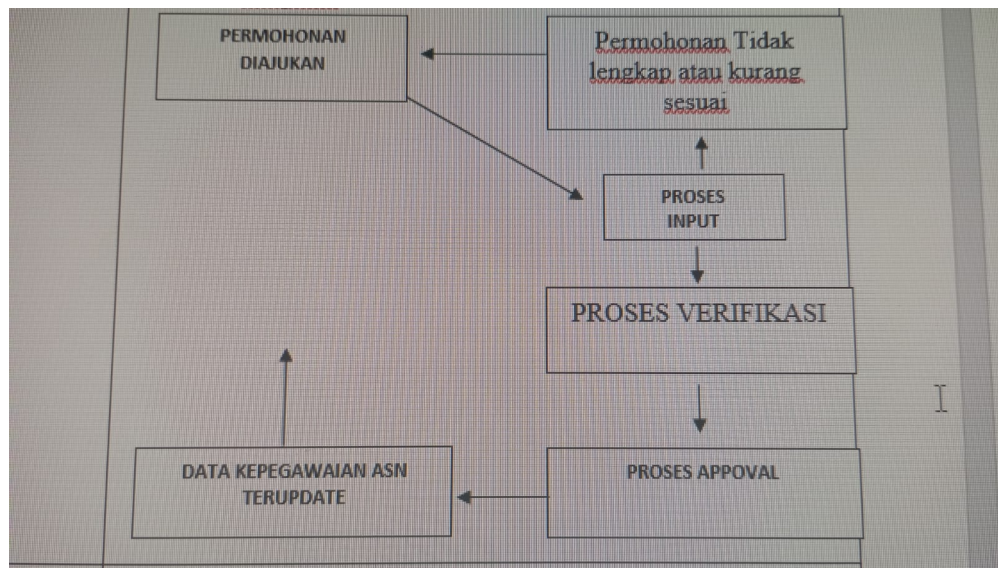 PERMOHONAN
DIAJUKAN
Permohonan Tidak
lengkap atau kurang
sesuai
PROSES
INPUT
PROSES VERIFIKASI
DATA KEPEGAWAIAN ASN
TERUPDATE
PROSES APPOVAL